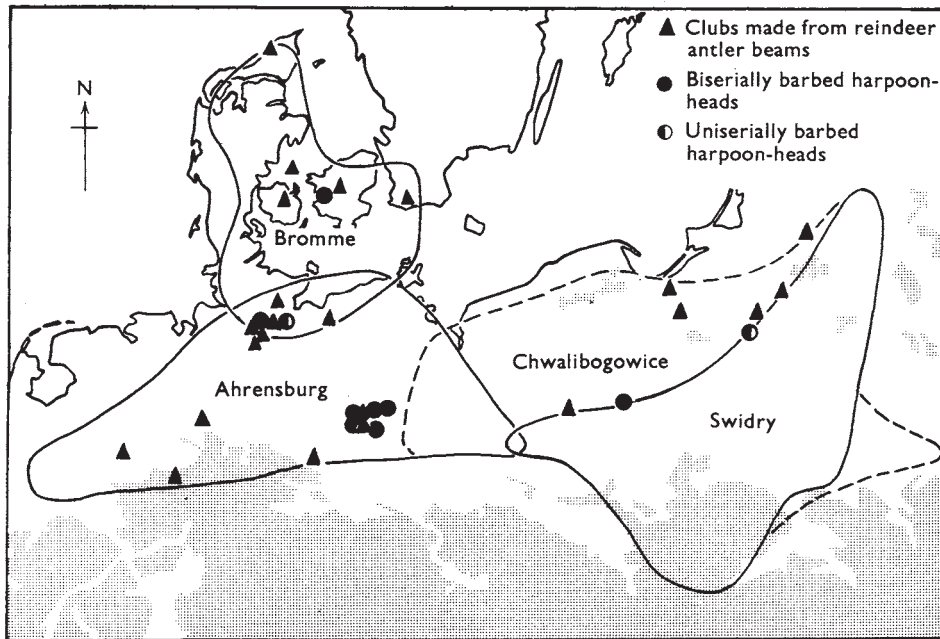 Clubs made from reindeer
antler beams
Biserially barbed harpoon-
heads
Uniserially barbed
harpoon-heads
N
Bromme
Chwalibogowice
Ahrensburg
Swidry